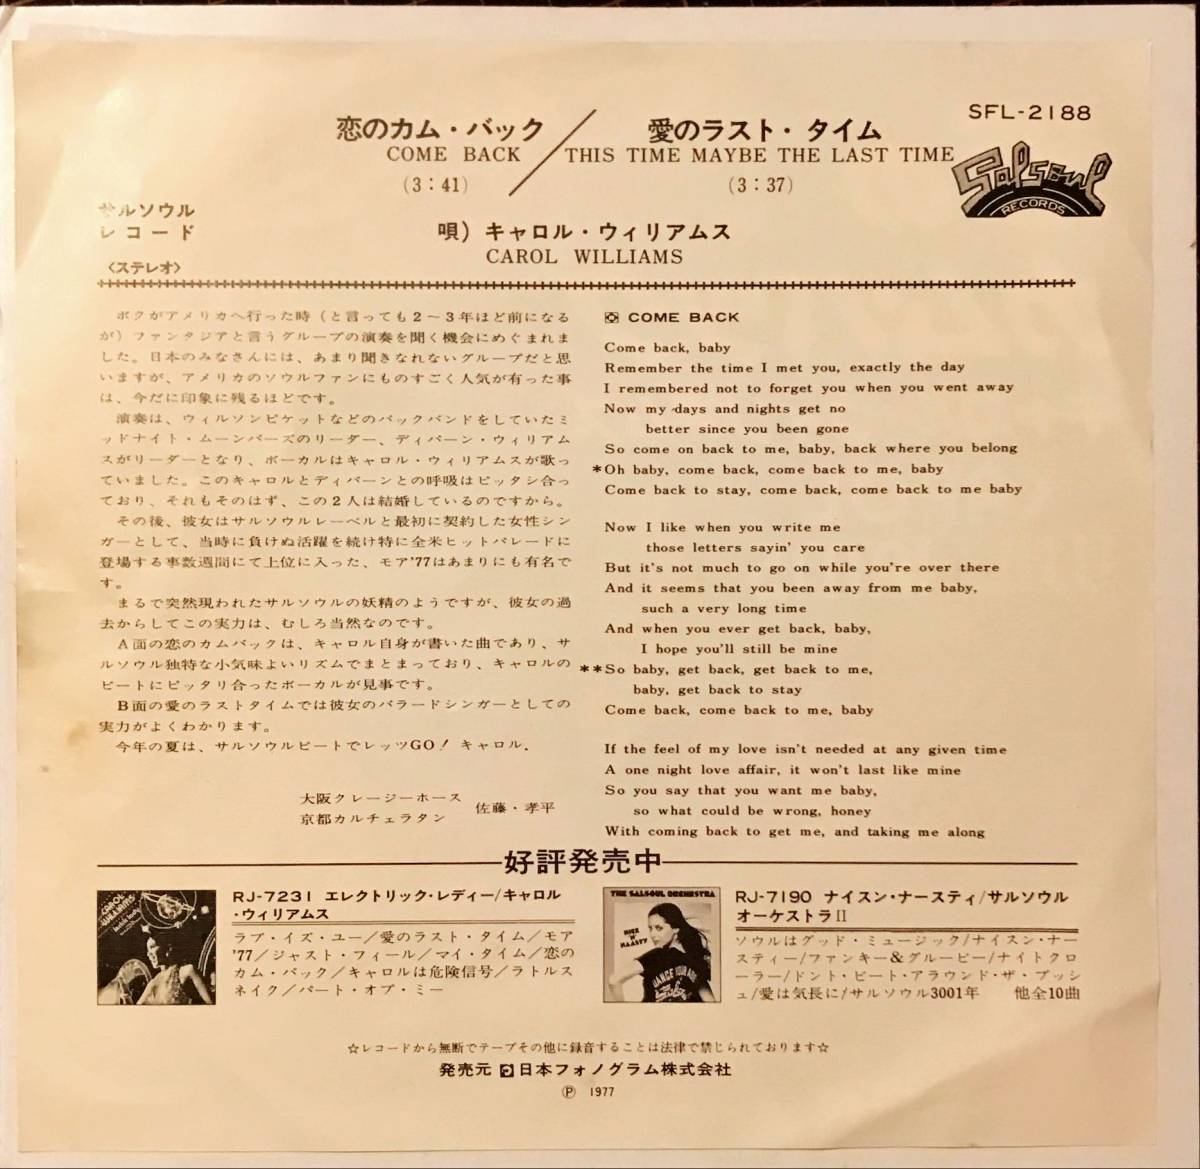 SFL-2188
恋のカム・バック／愛のラスト・タイム
COME BACK／THIS TIME MAYBE THE LAST TIME
(3：41) (3：37)
Salsoul
RECORDS
サルソウル
レコード
唄）キャロル・ウィリアムス
CAROL WILLIAMS
〈ステレオ〉
ボクがアメリカへ行った時（と言っても２～３年ほど前になる
が）ファンタジアと言うグループの演奏を聞く機会にめぐまれま
した。日本のみなさんには、あまり聞きなれないグループだと思
いますが、アメリカのソウルファンにものすごく人気が有った事
は、今だに印象に残るほどです。
演奏は、ウィルソンピケットなどのバックバンドをしていたミ
ッドナイト・ムーンバーズのリーダー、ディバーン・ウィリアム
スがリーダーとなり、ボーカルはキャロル・ウィリアムスが歌っ
ていました。このキャロルとディバーンとの呼吸はピッタシ合っ
ており、それもそのはず、この２人は結婚しているのですから。
その後、彼女はサルソウルレーベルと最初に契約した女性シン
ガーとして、当時に負けぬ活躍を続け特に全米ヒットパレードに
登場する事数週間にて上位に入った、モア'77はあまりにも有名で
す。
まるで突然現われたサルソウルの妖精のようですが、彼女の過
去からしてこの実力は、むしろ当然なのです。
Ａ面の恋のカムバックは、キャロル自身が書いた曲であり、サ
ルソウル独特な小気味よいリズムでまとまっており、キャロルの
ビートにピッタリ合ったボーカルが見事です。
Ｂ面の愛のラストタイムでは彼女のバラードシンガーとしての
実力がよくわかります。
今年の夏は、サルソウルビートでレッツGO！キャロル．
大阪クレージーホース
京都カルチェラタン
佐藤・孝平
COME BACK
Come back, baby
Remember the time I met you, exactly the day
I remembered not to forget you when you went away
Now my days and nights get no
better since you been gone
So come on back to me, baby, back where you belong
*Oh baby, come back, come back to me, baby
Come back to stay, come back, come back to me baby
Now I like when you write me
those letters sayin' you care
But it's not much to go on while you're over there
And it seems that you been away from me baby,
such a very long time
And when you ever get back, baby,
I hope you'll still be mine
**So baby, get back, get back to me,
baby, get back to stay
Come back, come back to me, baby
If the feel of my love isn't needed at any given time
A one night love affair, it won't last like mine
So you say that you want me baby,
so what could be wrong, honey
With coming back to get me, and taking me along
好評発売中
CAROL
WILLIAMS
RJ-7231 エレクトリック・レディー/キャロル
・ウィリアムス
ラブ・イズ・ユー／愛のラスト・タイム／モア
'77／ジャスト・フィール／マイ・タイム／恋の
カム・バック／キャロルは危険信号／ラトルス
ネイク／パート・オブ・ミー
THE SALSOUL ORCHESTRA
NICE
'N'
NAASTY
RJ-7190 ナイスン・ナースティ/サルソウル
オーケストラⅡ
ソウルはグッド・ミュージック/ナイスン・ナー
スティー/ファンキー＆グルービー/ナイトクロ
ーラー/ドント・ビート・アラウンド・ザ・ブッシ
ュ/愛は気長に/サルソウル3001年 他全10曲
☆レコードから無断でテープその他に録音することは法律で禁じられております☆
発売元 日本フォノグラム株式会社
Ⓟ 1977